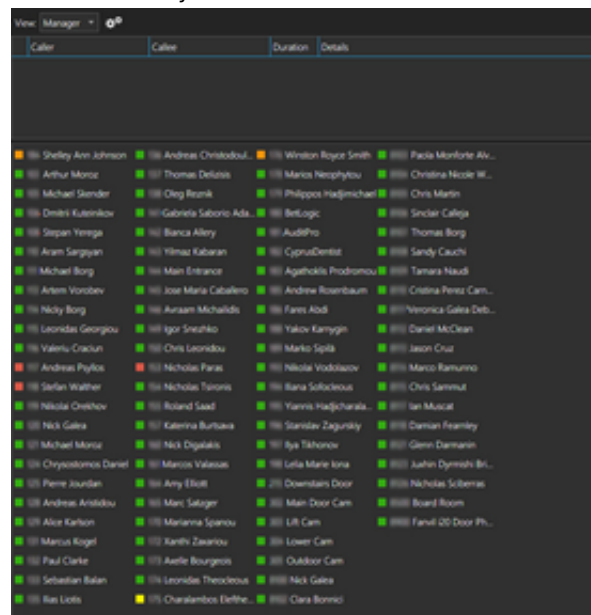 View: Manager
Caller Callee Duration Details
Shelley Ann Johnson Andreas Christodoul... Winston Royce Smith Paola Monforte Alv...
Arthur Moroz Thomas Delizisis Marios Neophytou Christina Nicole W...
Michael Skender Oleg Reznik Philippos Hadjimichael Chris Martin
Dmitrii Kuteinikov Gabriela Saborio Ada... BetLogic Sinclair Calleja
Stepan Yerega Bianca Allery AuditPro Thomas Borg
Aram Sargsyan Yilmaz Kabaran CyprusDentist Sandy Cauchi
Michael Borg Main Entrance Agathoklis Prodromou Tamara Naudi
Artem Vorobev Jose Maria Caballero Andrew Rosenbaum Cristina Perez Carn...
Nicky Borg Avraam Michailidis Fares Abdi Veronica Galea Deb...
Leonidas Georgiou Igor Snezhko Yakov Karnygin Daniel McClean
Valeriu Craciun Chris Leonidou Marko Sipilä Jason Cruz
Andreas Psyllos Nicholas Paras Nikolai Vodolazov Marco Ramunno
Stefan Walther Nicholas Toronis Iliana Sofocleous Chris Sammut
Nikolai Orekhov Roland Saad Yiannis Hadjicharala... Ian Muscat
Nick Galea Katerina Burtsava Stanislav Zagurskiy Damian Fearnley
Michael Moroz Nick Digalakis Ilya Tikhonov Glenn Darmanin
Chrysostomos Daniel Marcos Valassas Lelia Marie Iona Juxhin Dyrmishi Bri...
Pierre Jourdan Amy Elliott Downstairs Door Nicholas Sciberras
Andreas Aristidou Marc Salzger Main Door Cam Board Room
Alice Karlson Marianna Spanou Lift Cam Fanvil i20 Door Ph...
Marcus Kogel Xanthi Zavariou Lower Cam
Paul Clarke Axelle Bourgeois Outdoor Cam
Sebastian Balan Leonidas Theocleous Nick Galea
Ilias Liotis Charalambos Elefthe... Clara Bonnici